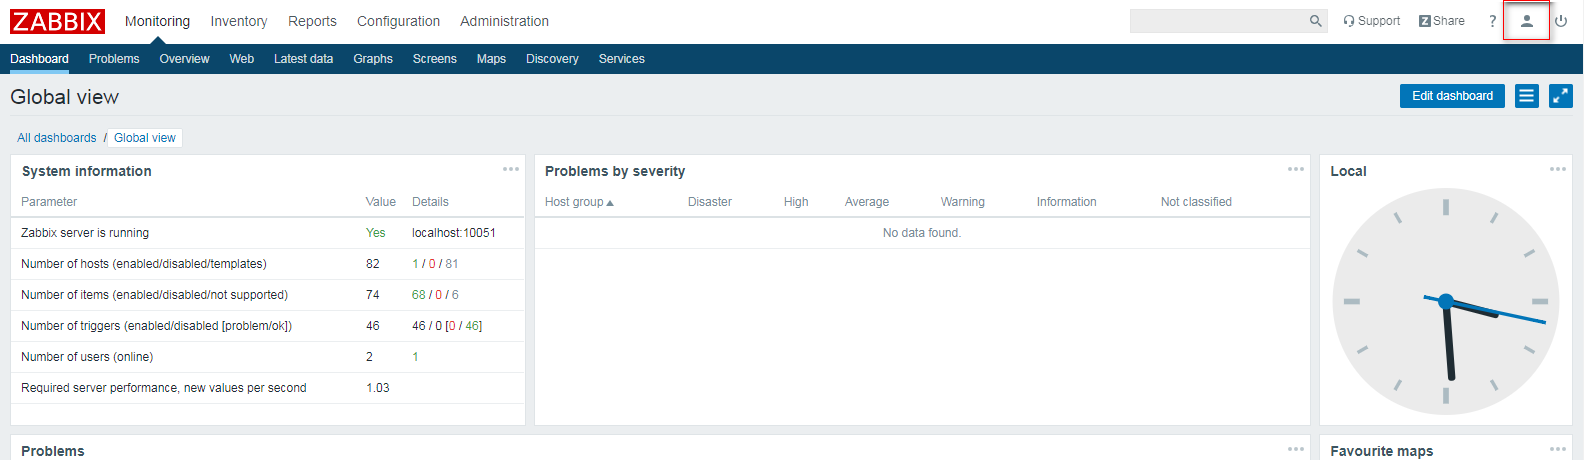 ZABBIX Monitoring Inventory Reports Configuration Administration Support Z Share ?
Dashboard Problems Overview Web Latest data Graphs Screens Maps Discovery Services
Global view Edit dashboard
All dashboards / Global view
System information
Parameter Value Details
Zabbix server is running Yes localhost:10051
Number of hosts (enabled/disabled/templates) 82 1 / 0 / 81
Number of items (enabled/disabled/not supported) 74 68 / 0 / 6
Number of triggers (enabled/disabled [problem/ok]) 46 46 / 0 [0 / 46]
Number of users (online) 2 1
Required server performance, new values per second 1.03
Problems by severity
Host group Disaster High Average Warning Information Not classified
No data found.
Local
Problems
Favourite maps